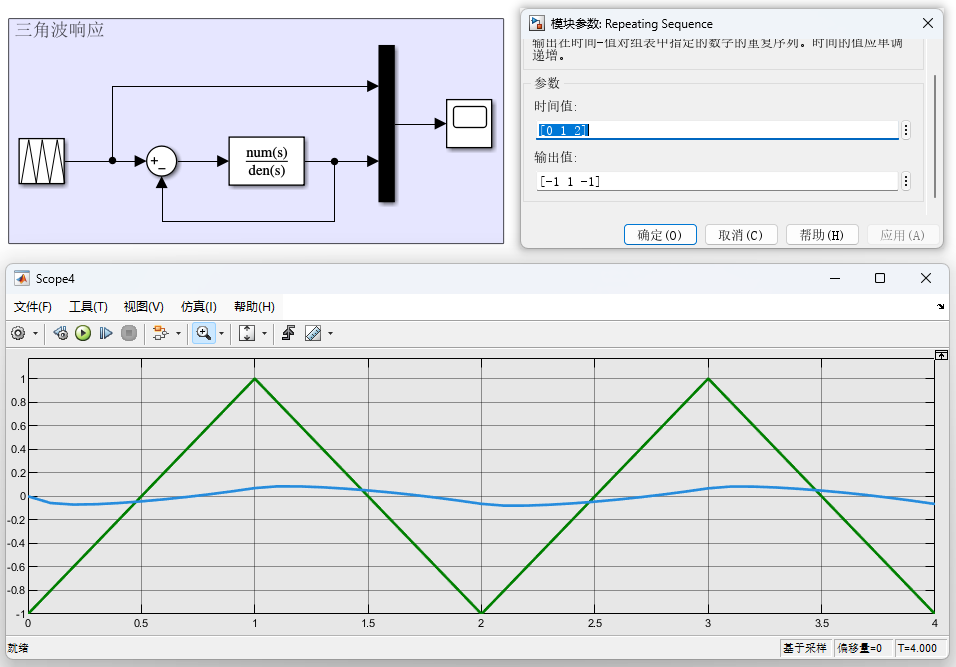 三角波响应
+
−
num(s)
den(s)
模块参数: Repeating Sequence
输出在时间-值对组表中指定的数字的重复序列。时间的值应单调
递增。
参数
时间值:
[0 1 2]
输出值:
[-1 1 -1]
确定(O) 取消(C) 帮助(H) 应用(A)
Scope4
文件(F) 工具(T) 视图(V) 仿真(I) 帮助(H)
1
0.8
0.6
0.4
0.2
0
-0.2
-0.4
-0.6
-0.8
-1
0 0.5 1 1.5 2 2.5 3 3.5 4
就绪 基于采样 偏移量=0 T=4.000